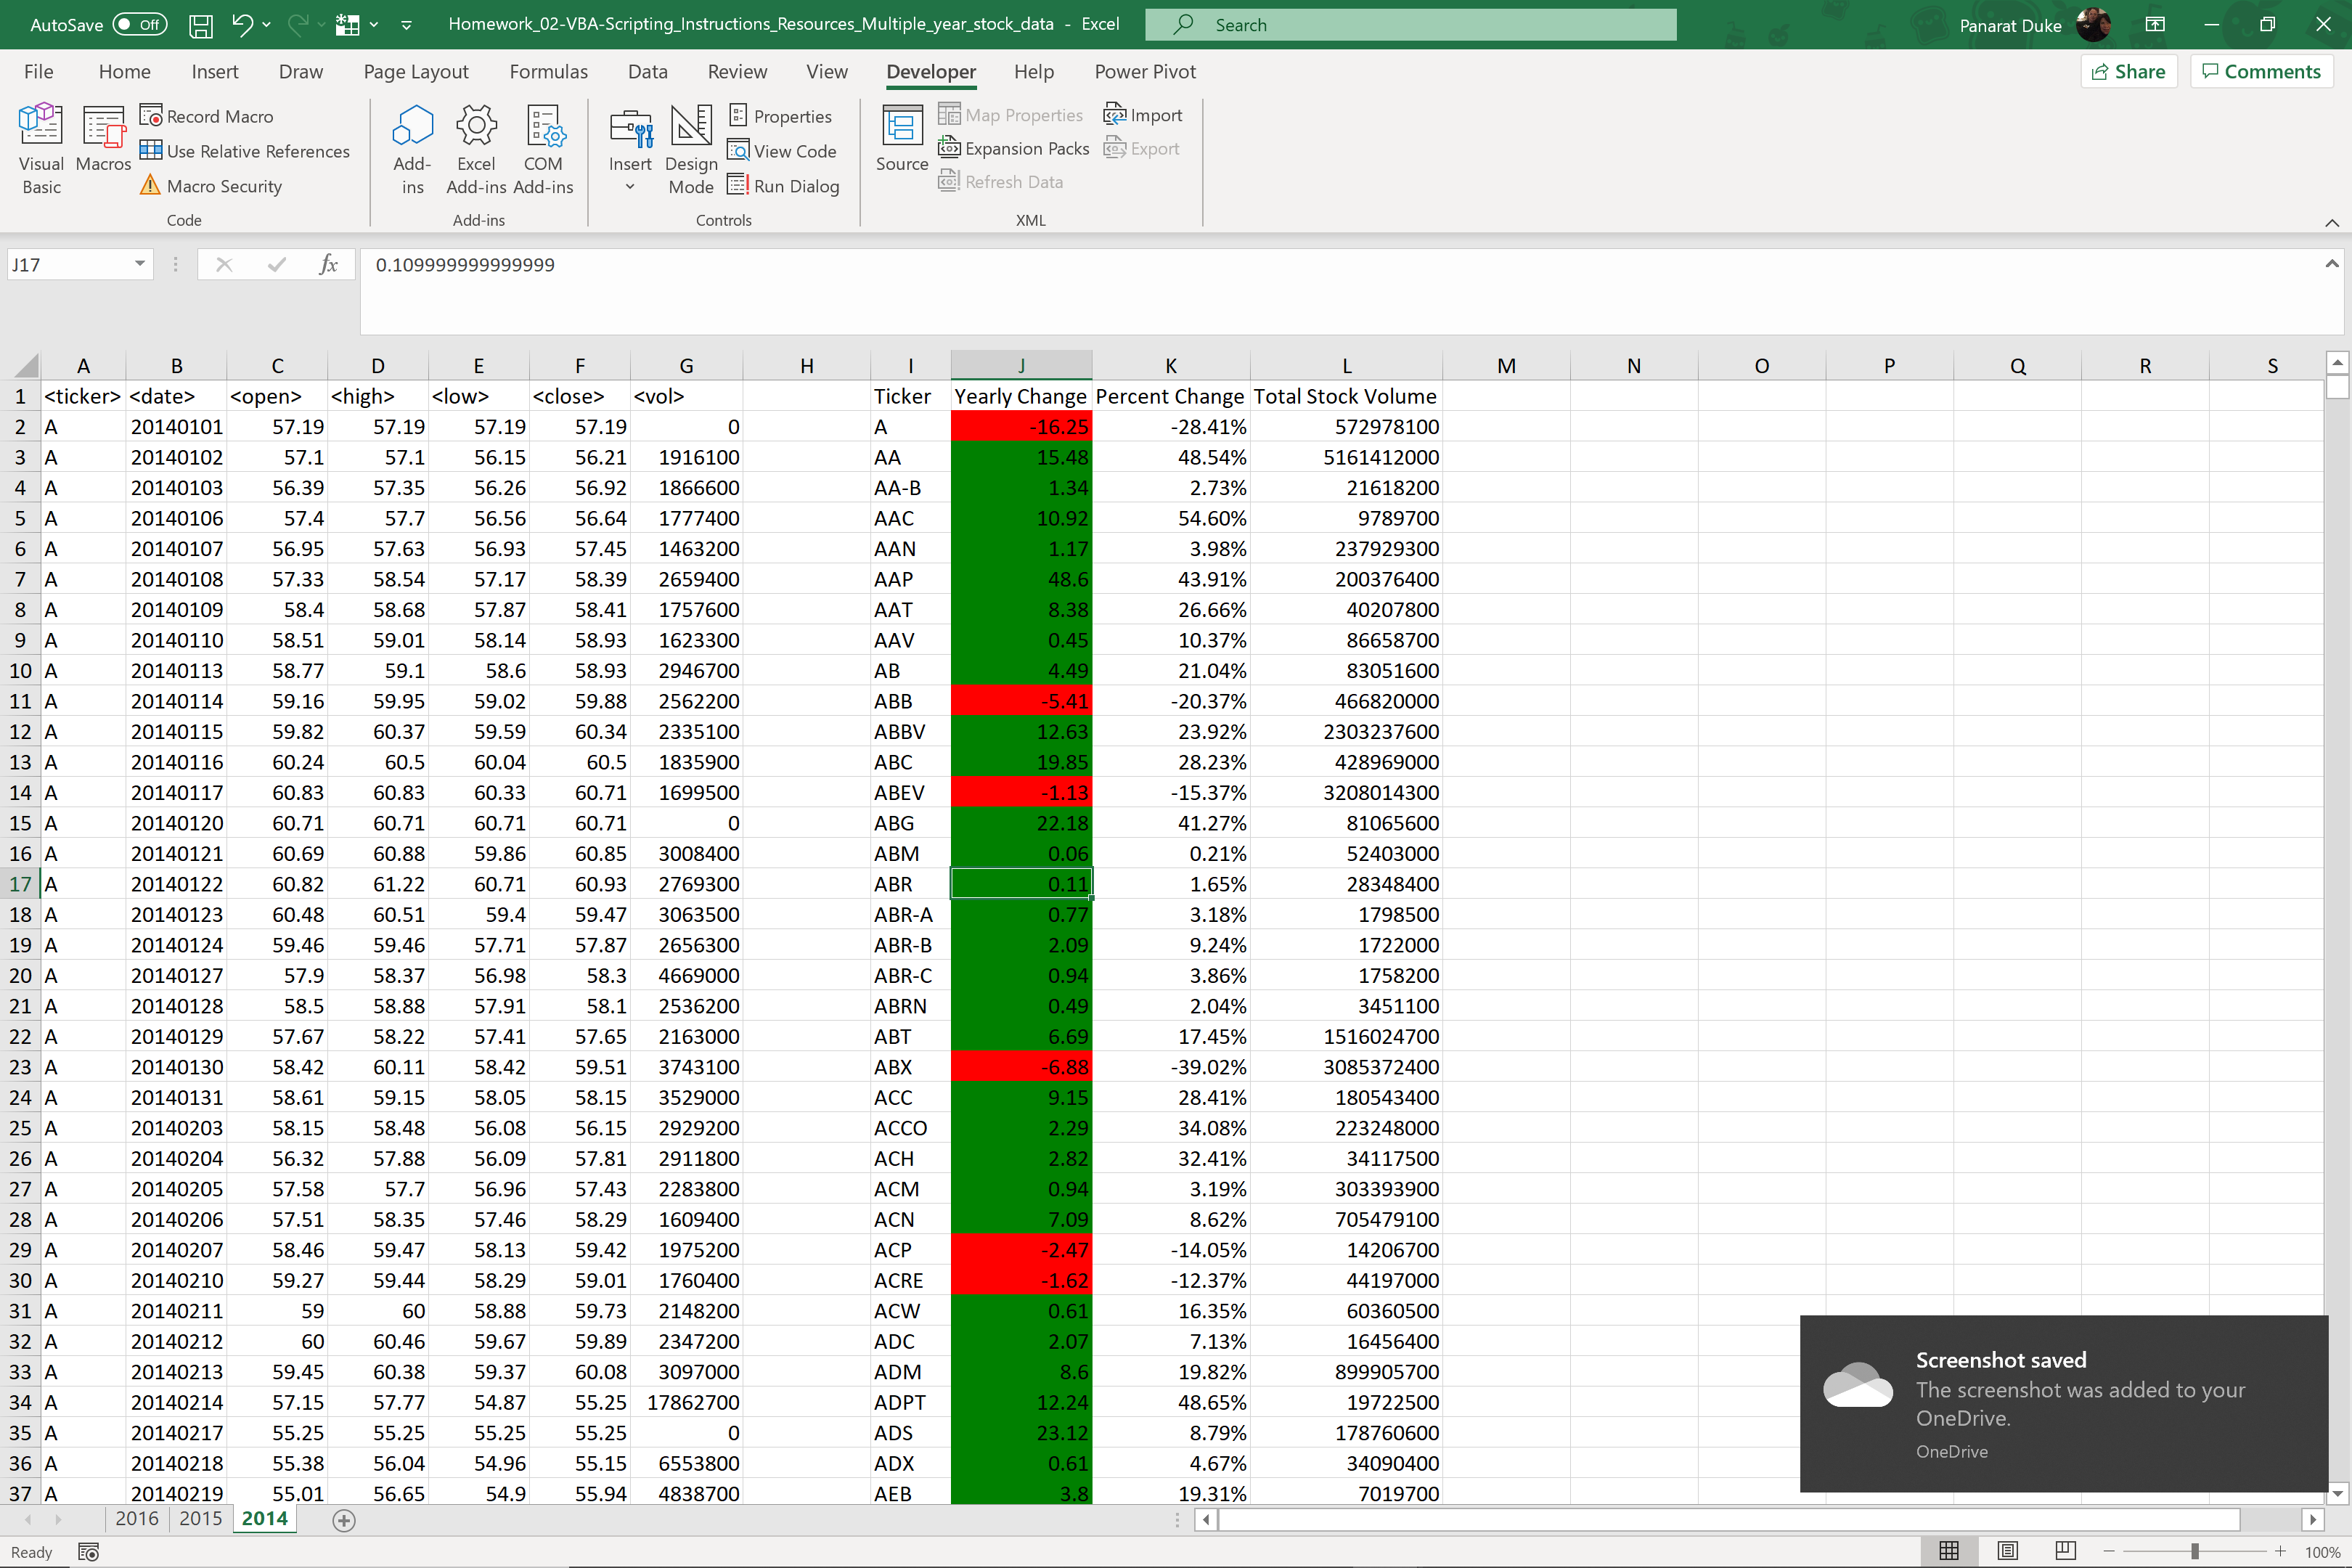 AutoSave Off Homework_02-VBA-Scripting_Instructions_Resources_Multiple_year_stock_data - Excel Search Panarat Duke
File Home Insert Draw Page Layout Formulas Data Review View Developer Help Power Pivot Share Comments
Visual Basic Macros Record Macro Use Relative References Macro Security
Add-ins Excel Add-ins COM Add-ins
Insert Design Mode Properties View Code Run Dialog
Source Map Properties Expansion Packs Refresh Data Import Export
Code Add-ins Controls XML
J17 fx 0.109999999999999
A B C D E F G H I J K L M N O P Q R S
1 <ticker> <date> <open> <high> <low> <close> <vol> Ticker Yearly Change Percent Change Total Stock Volume
2 A 20140101 57.19 57.19 57.19 57.19 0 A -16.25 -28.41% 572978100
3 A 20140102 57.1 57.1 56.15 56.21 1916100 AA 15.48 48.54% 5161412000
4 A 20140103 56.39 57.35 56.26 56.92 1866600 AA-B 1.34 2.73% 21618200
5 A 20140106 57.4 57.7 56.56 56.64 1777400 AAC 10.92 54.60% 9789700
6 A 20140107 56.95 57.63 56.93 57.45 1463200 AAN 1.17 3.98% 237929300
7 A 20140108 57.33 58.54 57.17 58.39 2659400 AAP 48.6 43.91% 200376400
8 A 20140109 58.4 58.68 57.87 58.41 1757600 AAT 8.38 26.66% 40207800
9 A 20140110 58.51 59.01 58.14 58.93 1623300 AAV 0.45 10.37% 86658700
10 A 20140113 58.77 59.1 58.6 58.93 2946700 AB 4.49 21.04% 83051600
11 A 20140114 59.16 59.95 59.02 59.88 2562200 ABB -5.41 -20.37% 466820000
12 A 20140115 59.82 60.37 59.59 60.34 2335100 ABBV 12.63 23.92% 2303237600
13 A 20140116 60.24 60.5 60.04 60.5 1835900 ABC 19.85 28.23% 428969000
14 A 20140117 60.83 60.83 60.33 60.71 1699500 ABEV -1.13 -15.37% 3208014300
15 A 20140120 60.71 60.71 60.71 60.71 0 ABG 22.18 41.27% 81065600
16 A 20140121 60.69 60.88 59.86 60.85 3008400 ABM 0.06 0.21% 52403000
17 A 20140122 60.82 61.22 60.71 60.93 2769300 ABR 0.11 1.65% 28348400
18 A 20140123 60.48 60.51 59.4 59.47 3063500 ABR-A 0.77 3.18% 1798500
19 A 20140124 59.46 59.46 57.71 57.87 2656300 ABR-B 2.09 9.24% 1722000
20 A 20140127 57.9 58.37 56.98 58.3 4669000 ABR-C 0.94 3.86% 1758200
21 A 20140128 58.5 58.88 57.91 58.1 2536200 ABRN 0.49 2.04% 3451100
22 A 20140129 57.67 58.22 57.41 57.65 2163000 ABT 6.69 17.45% 1516024700
23 A 20140130 58.42 60.11 58.42 59.51 3743100 ABX -6.88 -39.02% 3085372400
24 A 20140131 58.61 59.15 58.05 58.15 3529000 ACC 9.15 28.41% 180543400
25 A 20140203 58.15 58.48 56.08 56.15 2929200 ACCO 2.29 34.08% 223248000
26 A 20140204 56.32 57.88 56.09 57.81 2911800 ACH 2.82 32.41% 34117500
27 A 20140205 57.58 57.7 56.96 57.43 2283800 ACM 0.94 3.19% 303393900
28 A 20140206 57.51 58.35 57.46 58.29 1609400 ACN 7.09 8.62% 705479100
29 A 20140207 58.46 59.47 58.13 59.42 1975200 ACP -2.47 -14.05% 14206700
30 A 20140210 59.27 59.44 58.29 59.01 1760400 ACRE -1.62 -12.37% 44197000
31 A 20140211 59 60 58.88 59.73 2148200 ACW 0.61 16.35% 60360500
32 A 20140212 60 60.46 59.67 59.89 2347200 ADC 2.07 7.13% 16456400
33 A 20140213 59.45 60.38 59.37 60.08 3097000 ADM 8.6 19.82% 899905700
34 A 20140214 57.15 57.77 54.87 55.25 17862700 ADPT 12.24 48.65% 19722500
35 A 20140217 55.25 55.25 55.25 55.25 0 ADS 23.12 8.79% 178760600
36 A 20140218 55.38 56.04 54.96 55.15 6553800 ADX 0.61 4.67% 34090400
37 A 20140219 55.01 56.65 54.9 55.94 4838700 AEB 3.8 19.31% 7019700
Screenshot saved
The screenshot was added to your
OneDrive.
OneDrive
2016 2015 2014
Ready 100%